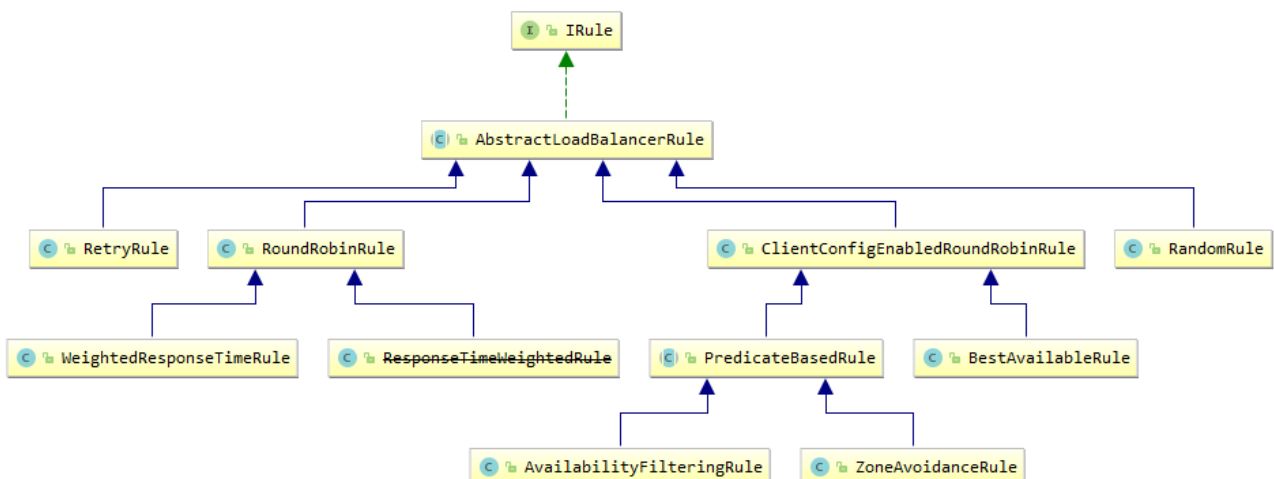 I IRule
C AbstractLoadBalancerRule
C RetryRule
C RoundRobinRule
C ClientConfigEnabledRoundRobinRule
C RandomRule
C WeightedResponseTimeRule
C ResponseTimeWeightedRule
C PredicateBasedRule
C BestAvailableRule
C AvailabilityFilteringRule
C ZoneAvoidanceRule